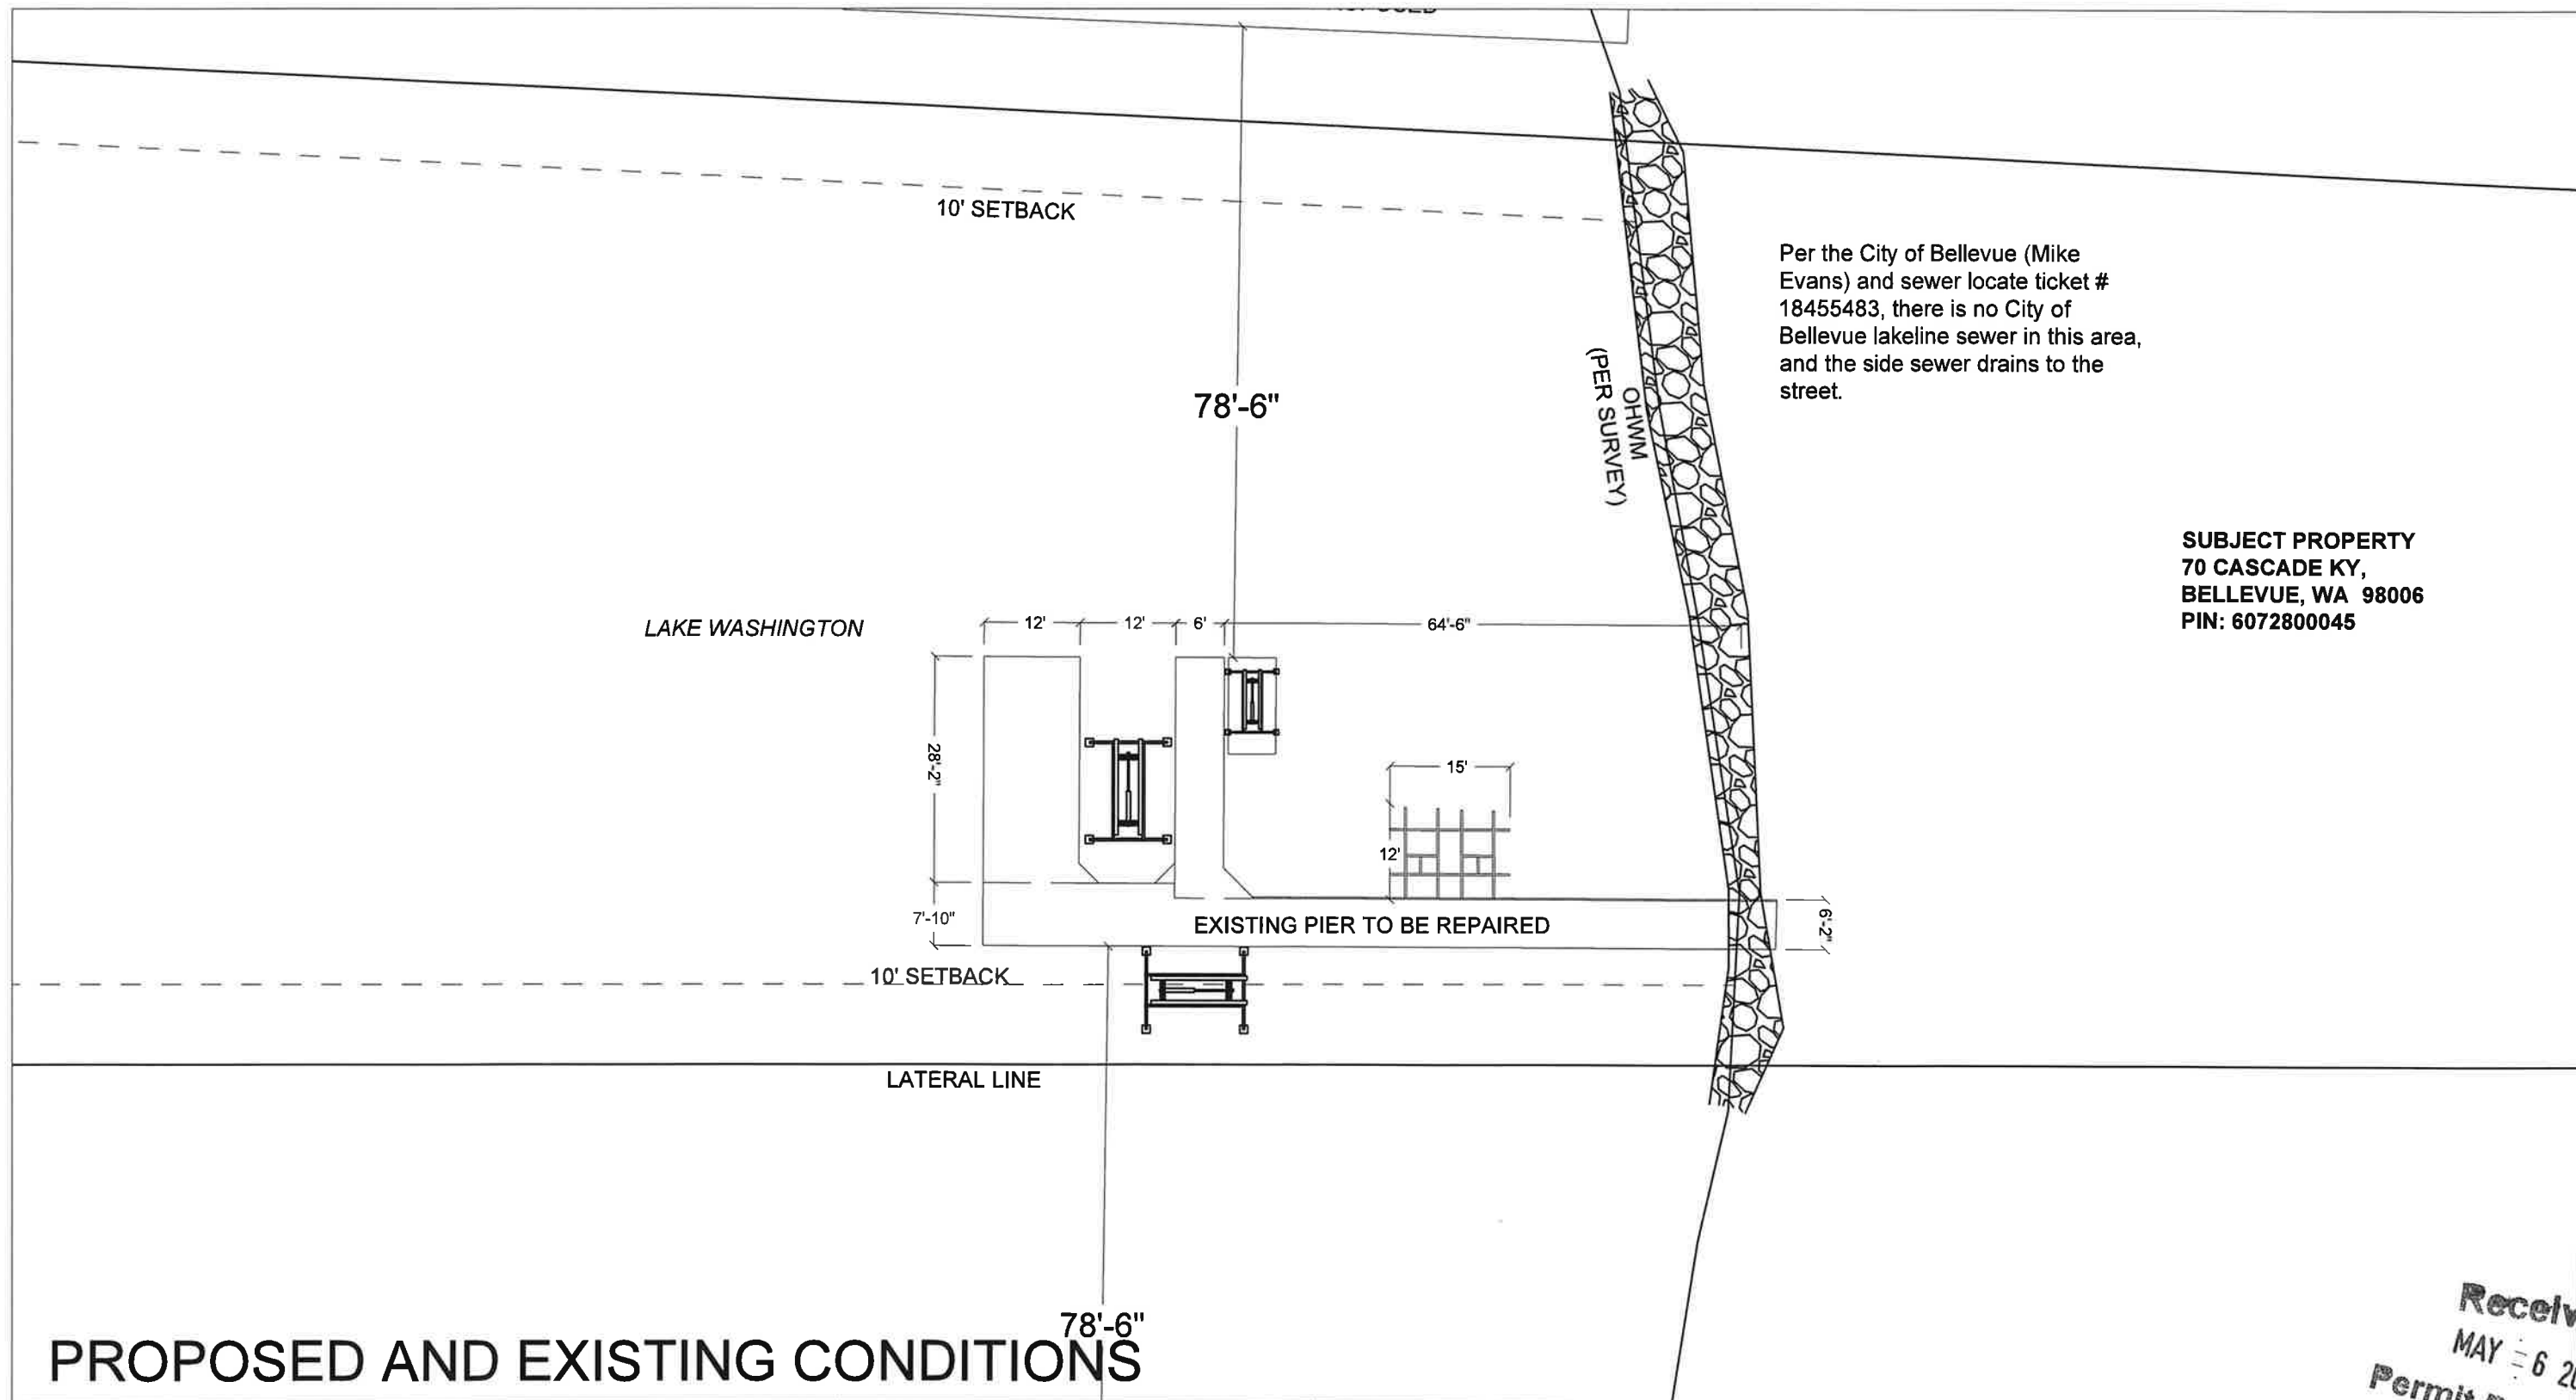 10' SETBACK
Per the City of Bellevue (Mike
Evans) and sewer locate ticket #
18455483, there is no City of
Bellevue lakeline sewer in this area,
and the side sewer drains to the
street.
78'-6"
OHWM
(PER SURVEY)
SUBJECT PROPERTY
70 CASCADE KY,
BELLEVUE, WA 98006
PIN: 6072800045
LAKE WASHINGTON
12'
12'
6'
64'-6"
28'-2"
15'
12'
7'-10"
EXISTING PIER TO BE REPAIRED
6'-2"
10' SETBACK
LATERAL LINE
78'-6"
PROPOSED AND EXISTING CONDITIONS
MAY 6